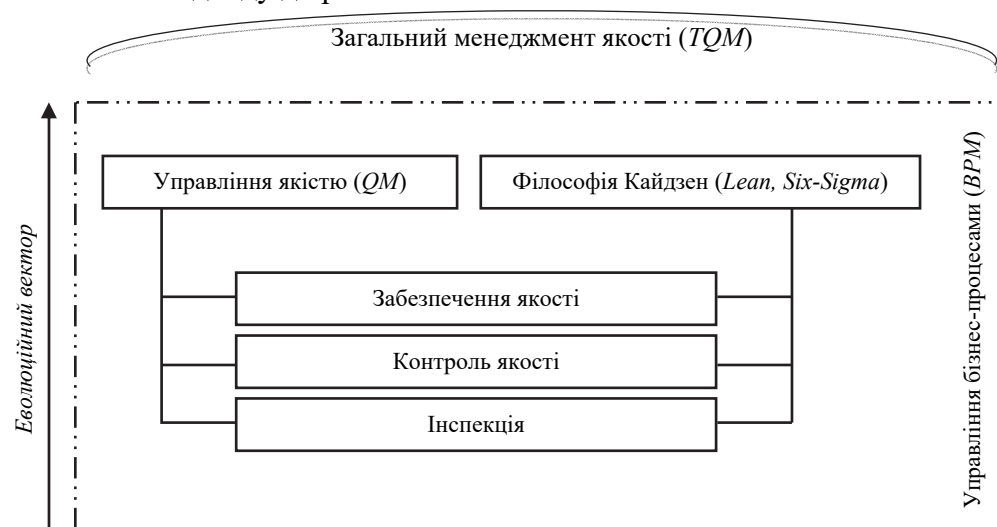 Загальний менеджмент якості (TQM)
Управління якістю (QM)
Філософія Кайдзен (Lean, Six-Sigma)
Забезпечення якості
Контроль якості
Інспекція
Еволюційний вектор
Управління бізнес-процесами (BPM)